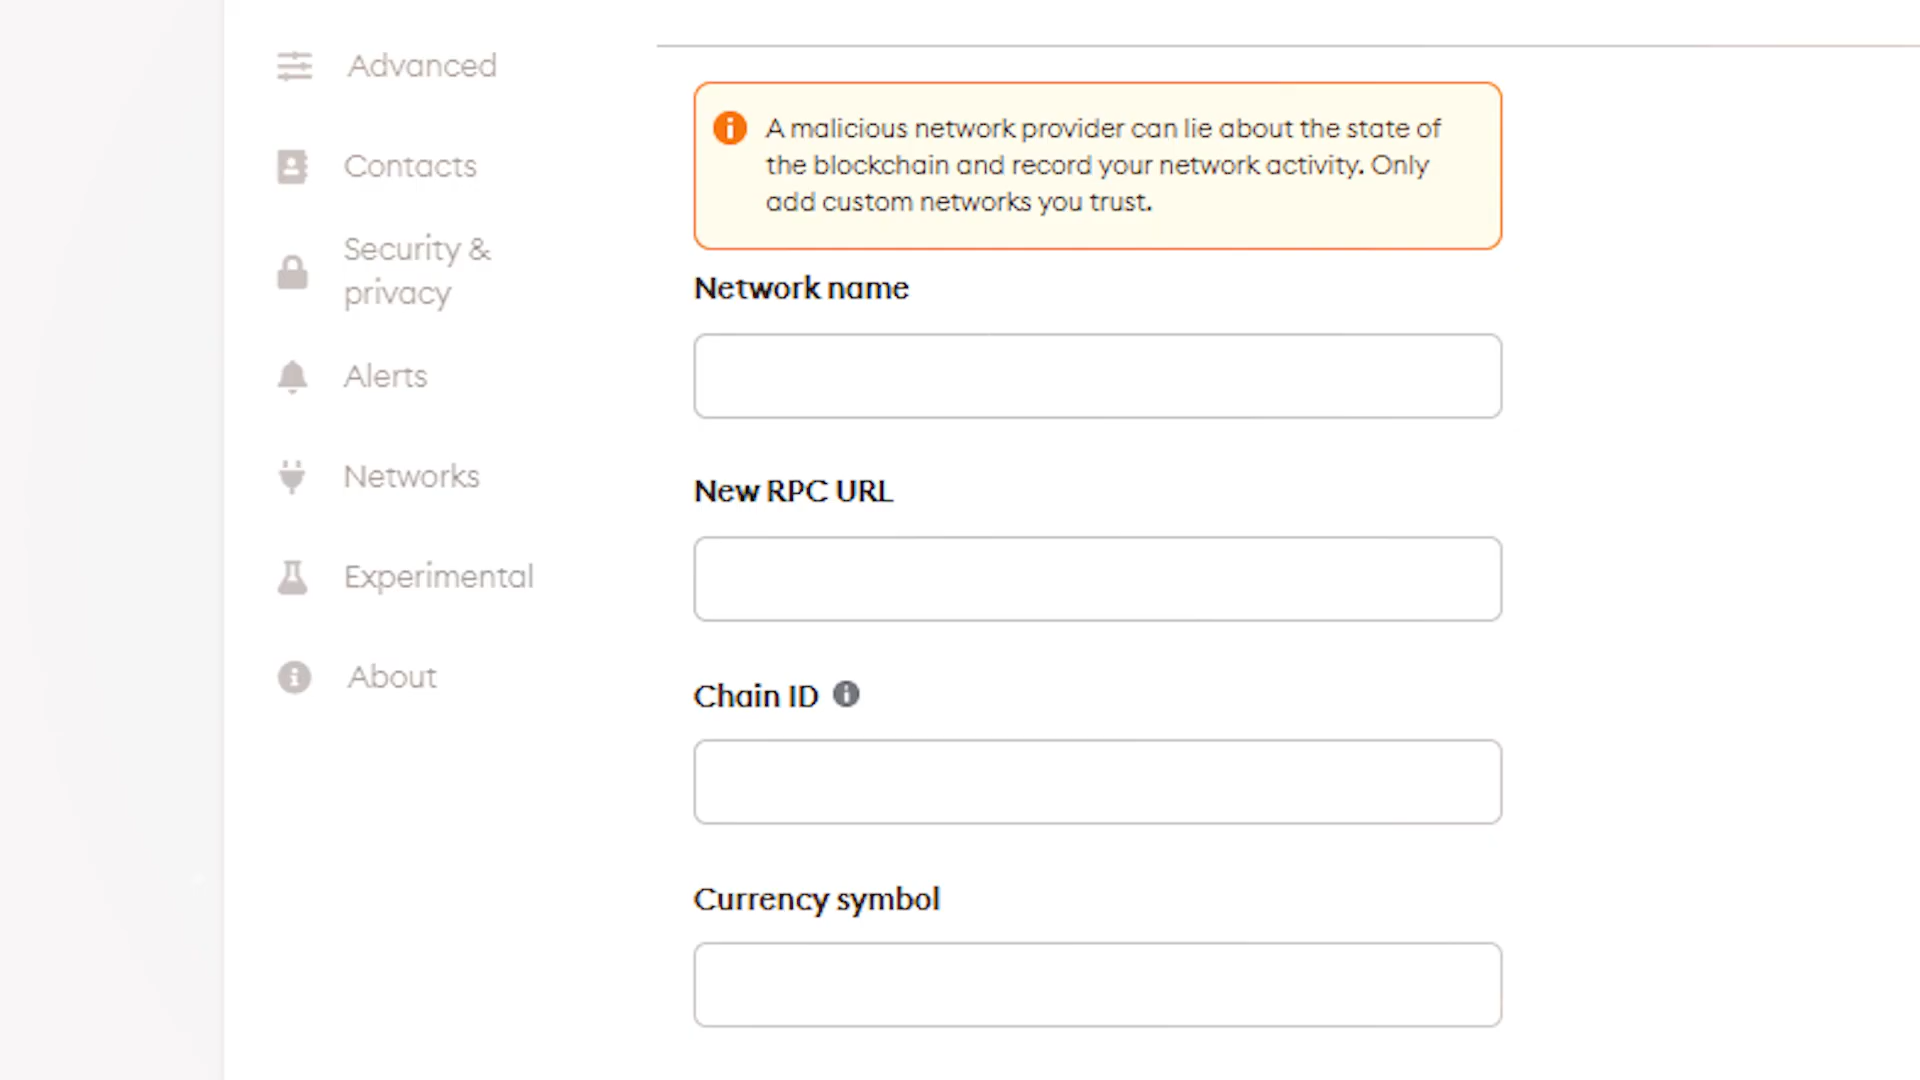 Advanced
Contacts
Security &
privacy
Alerts
Networks
Experimental
About
A malicious network provider can lie about the state of
the blockchain and record your network activity. Only
add custom networks you trust.
Network name
New RPC URL
Chain ID
Currency symbol